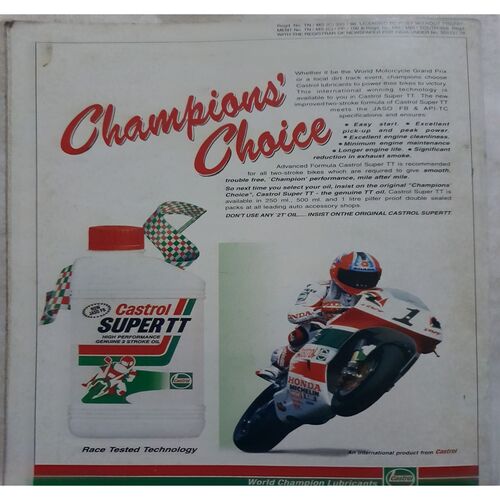 Champions'
Choice
Whether it be the World Motorcycle Grand Prix
or a local dirt track event, champions choose
Castrol lubricants to power their bikes to victory.
This international winning technology is
available to you in Castrol Super TT. The new
improved two-stroke formula of Castrol Super TT
meets the JASO FB & API-TC
specifications and ensures:
● Easy start. ● Excellent
pick-up and peak power.
● Excellent engine cleanliness.
● Minimum engine maintenance
● Longer engine life. ● Significant
reduction in exhaust smoke.
Advanced Formula Castrol Super TT is recommended
for all two-stroke bikes which are required to give smooth,
trouble free, 'Champion' performance, mile after mile.
So next time you select your oil, insist on the original "Champions'
Choice", Castrol Super TT - the genuine TT oil. Castrol Super TT is
available in 250 ml., 500 ml. and 1 litre pilfer proof double sealed
packs at all leading auto accessory shops.
DON'T USE ANY '2T' OIL..... INSIST ONTHE ORIGINAL CASTROL SUPERTT.
NOW
JASO FB
Castrol
SUPER TT
HIGH PERFORMANCE
GENUINE 2 STROKE OIL
Castrol
Race Tested Technology
1
HONDA
HONDA
MICHELIN
An international product from Castrol
World Champion Lubricants
Castrol